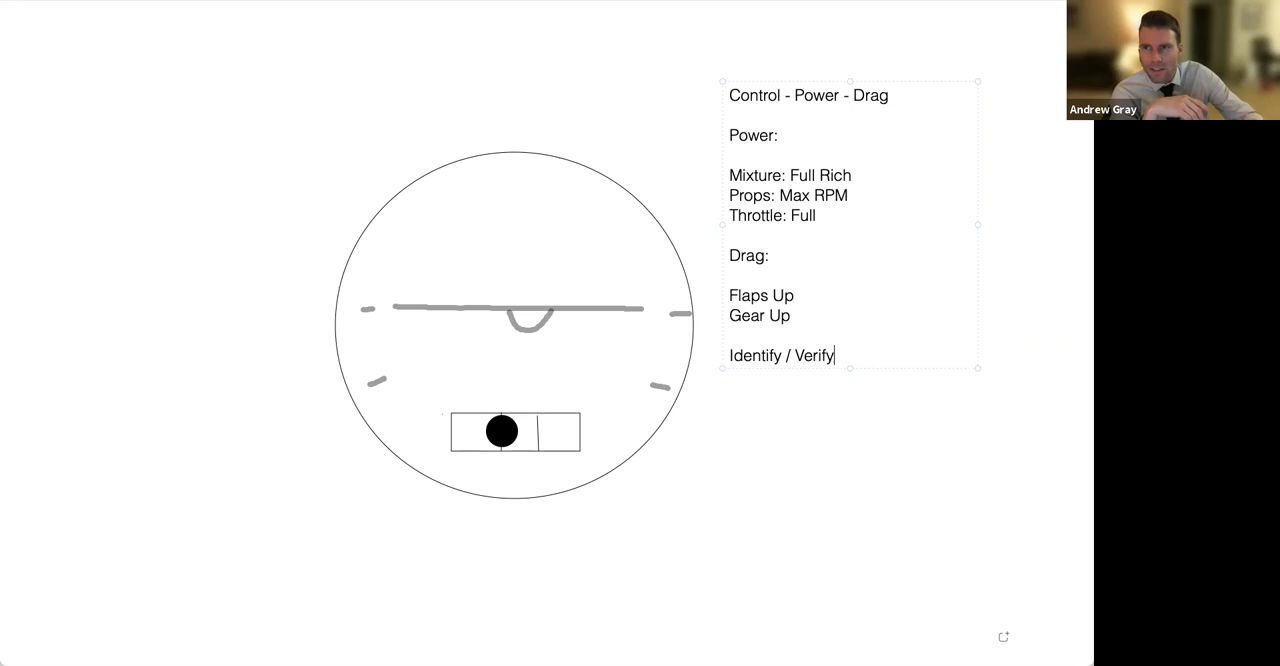 Control - Power - Drag
Power:
Mixture: Full Rich
Props: Max RPM
Throttle: Full
Drag:
Flaps Up
Gear Up
Identify / Verify
Andrew Gray